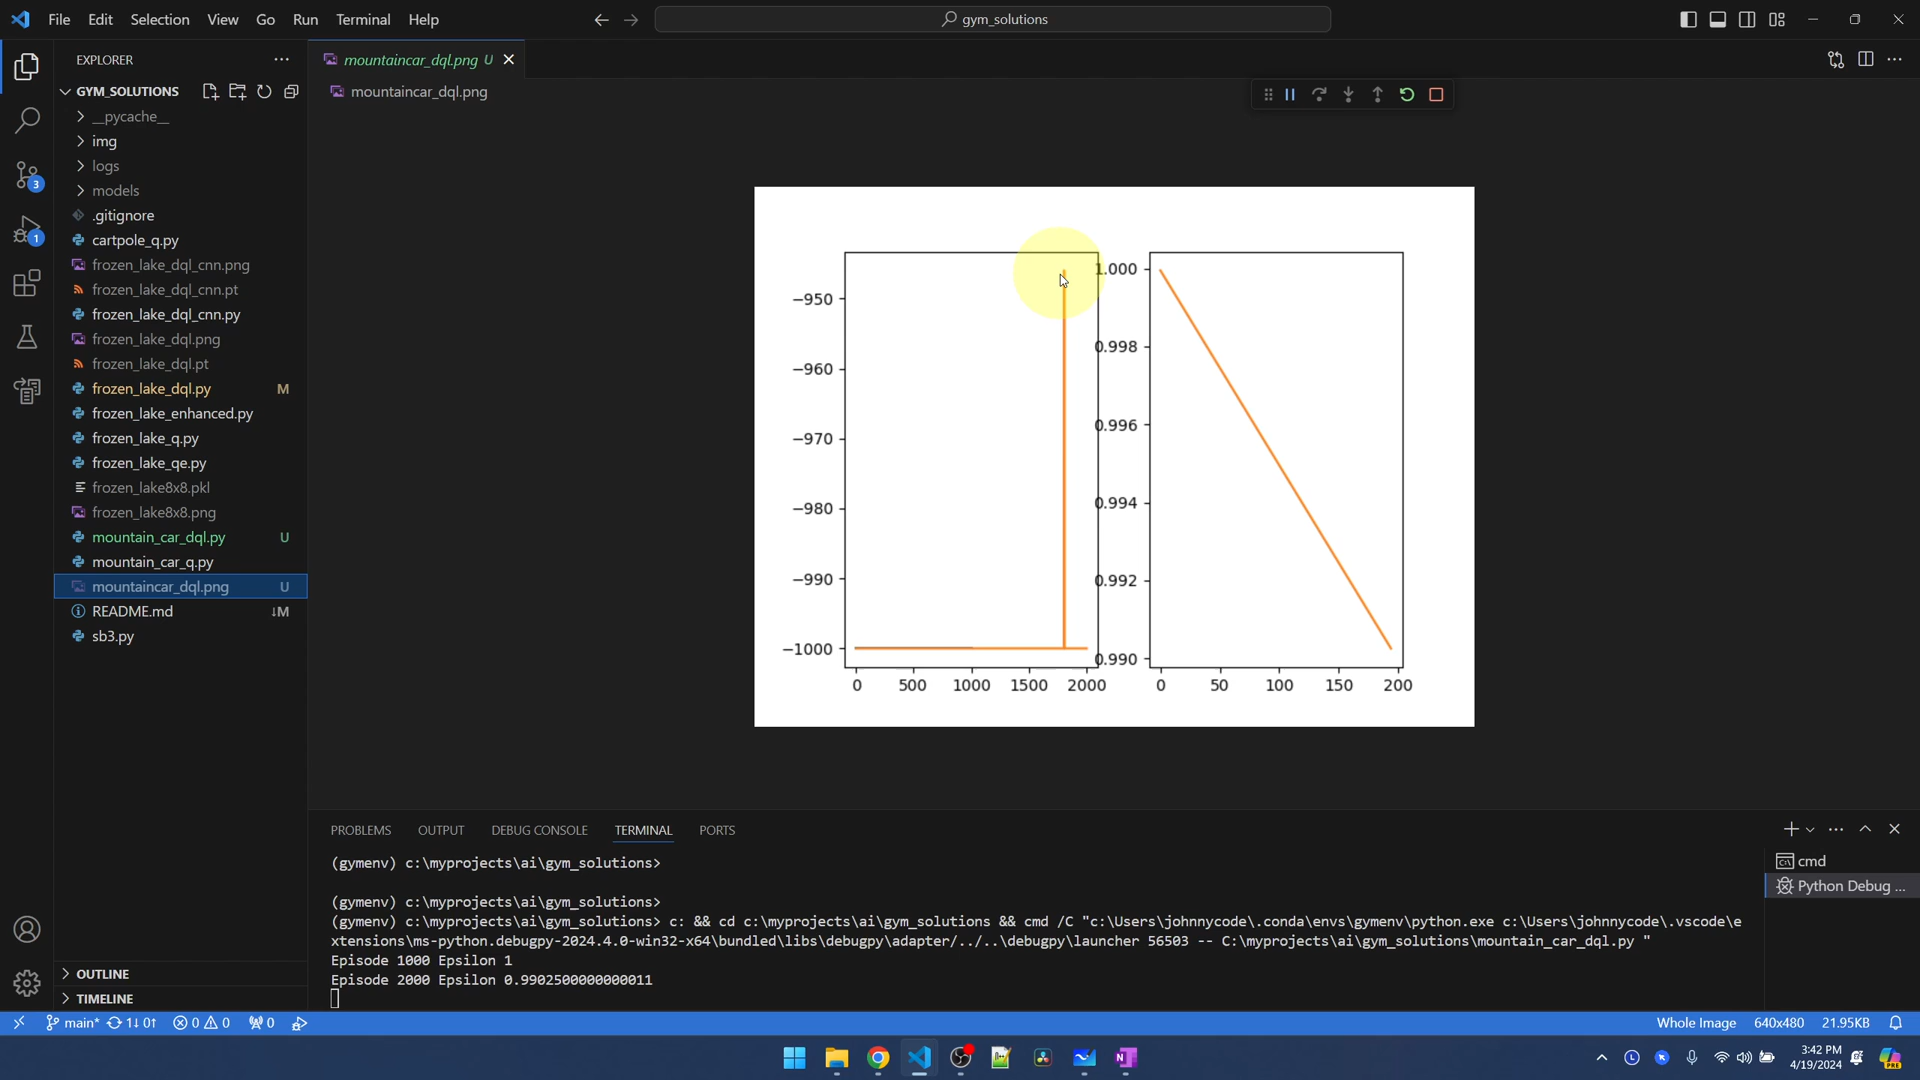 File Edit Selection View Go Run Terminal Help
gym_solutions
EXPLORER
GYM_SOLUTIONS
__pycache__
img
logs
models
.gitignore
cartpole_q.py
frozen_lake_dql_cnn.png
frozen_lake_dql_cnn.pt
frozen_lake_dql_cnn.py
frozen_lake_dql.png
frozen_lake_dql.pt
frozen_lake_dql.py M
frozen_lake_enhanced.py
frozen_lake_q.py
frozen_lake_qe.py
frozen_lake8x8.pkl
frozen_lake8x8.png
mountain_car_dql.py U
mountain_car_q.py
mountaincar_dql.png U
README.md ↓M
sb3.py
OUTLINE
TIMELINE
3
1
mountaincar_dql.png U
mountaincar_dql.png
−950
−960
−970
−980
−990
−1000
0 500 1000 1500 2000
1.000
0.998
0.996
0.994
0.992
0.990
0 50 100 150 200
PROBLEMS OUTPUT DEBUG CONSOLE TERMINAL PORTS
(gymenv) c:\myprojects\ai\gym_solutions>
(gymenv) c:\myprojects\ai\gym_solutions>
(gymenv) c:\myprojects\ai\gym_solutions> c: && cd c:\myprojects\ai\gym_solutions && cmd /C "c:\Users\johnnycode\.conda\envs\gymenv\python.exe c:\Users\johnnycode\.vscode\e
xtensions\ms-python.debugpy-2024.4.0-win32-x64\bundled\libs\debugpy\adapter/../..\debugpy\launcher 56503 -- C:\myprojects\ai\gym_solutions\mountain_car_dql.py "
Episode 1000 Epsilon 1
Episode 2000 Epsilon 0.9902500000000011
cmd
Python Debug ...
main* 1↓ 0↑ 0 0 0
Whole Image 640x480 21.95KB
3:42 PM
4/19/2024
PRE